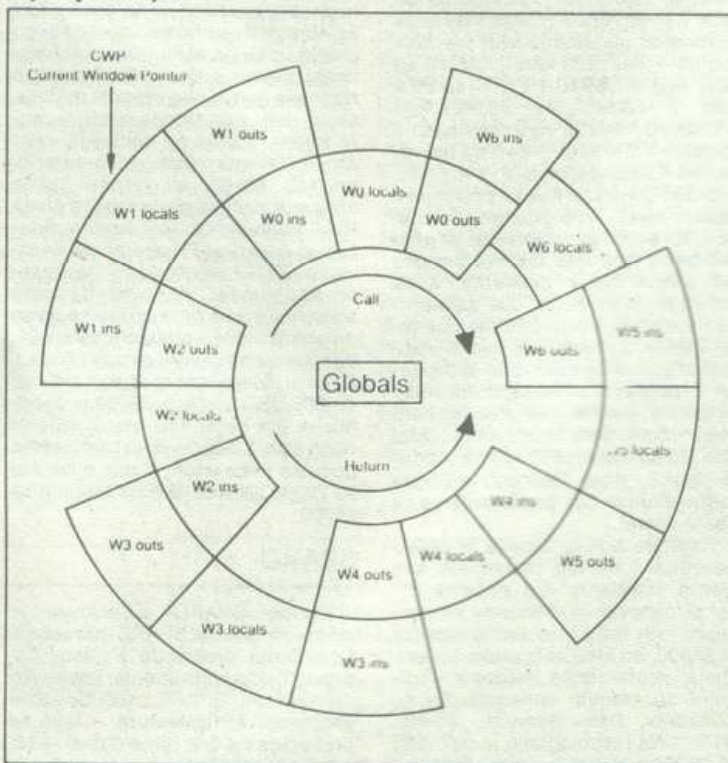 CWP
Current Window Pointer
W1 outs
W6 ins
W1 locals
W0 ins
W0 locals
W0 outs
W6 locals
W1 ins
W2 outs
Call
W6 outs
W5 ins
Globals
W2 locals
locals
W2 ins
Return
W4 ins
W3 outs
W4 outs
W4 locals
W5 outs
W3 locals
W3 ins